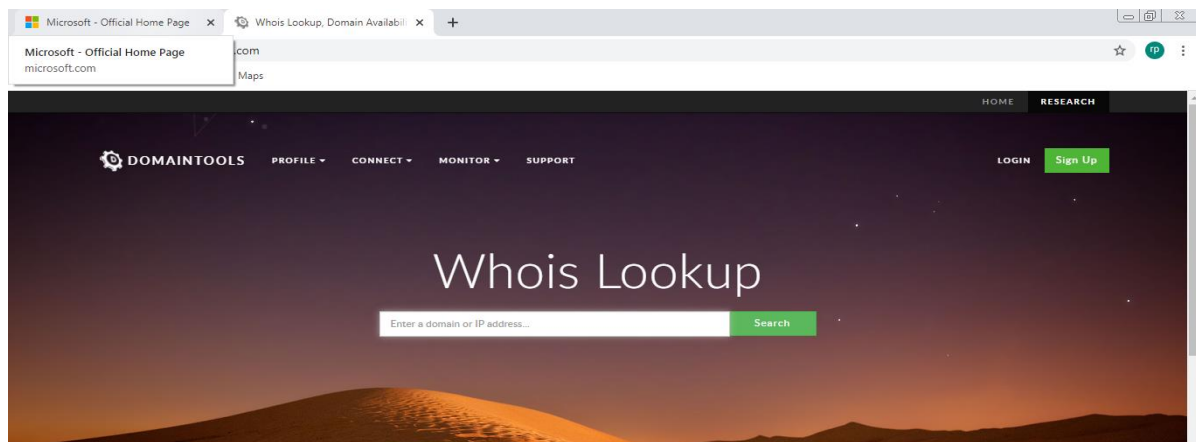 Microsoft - Official Home Page
Whois Lookup, Domain Availabil
Microsoft - Official Home Page
microsoft.com
.com
rp
Maps
HOME RESEARCH
DOMAINTOOLS PROFILE CONNECT MONITOR SUPPORT LOGIN Sign Up
Whois Lookup
Enter a domain or IP address... Search